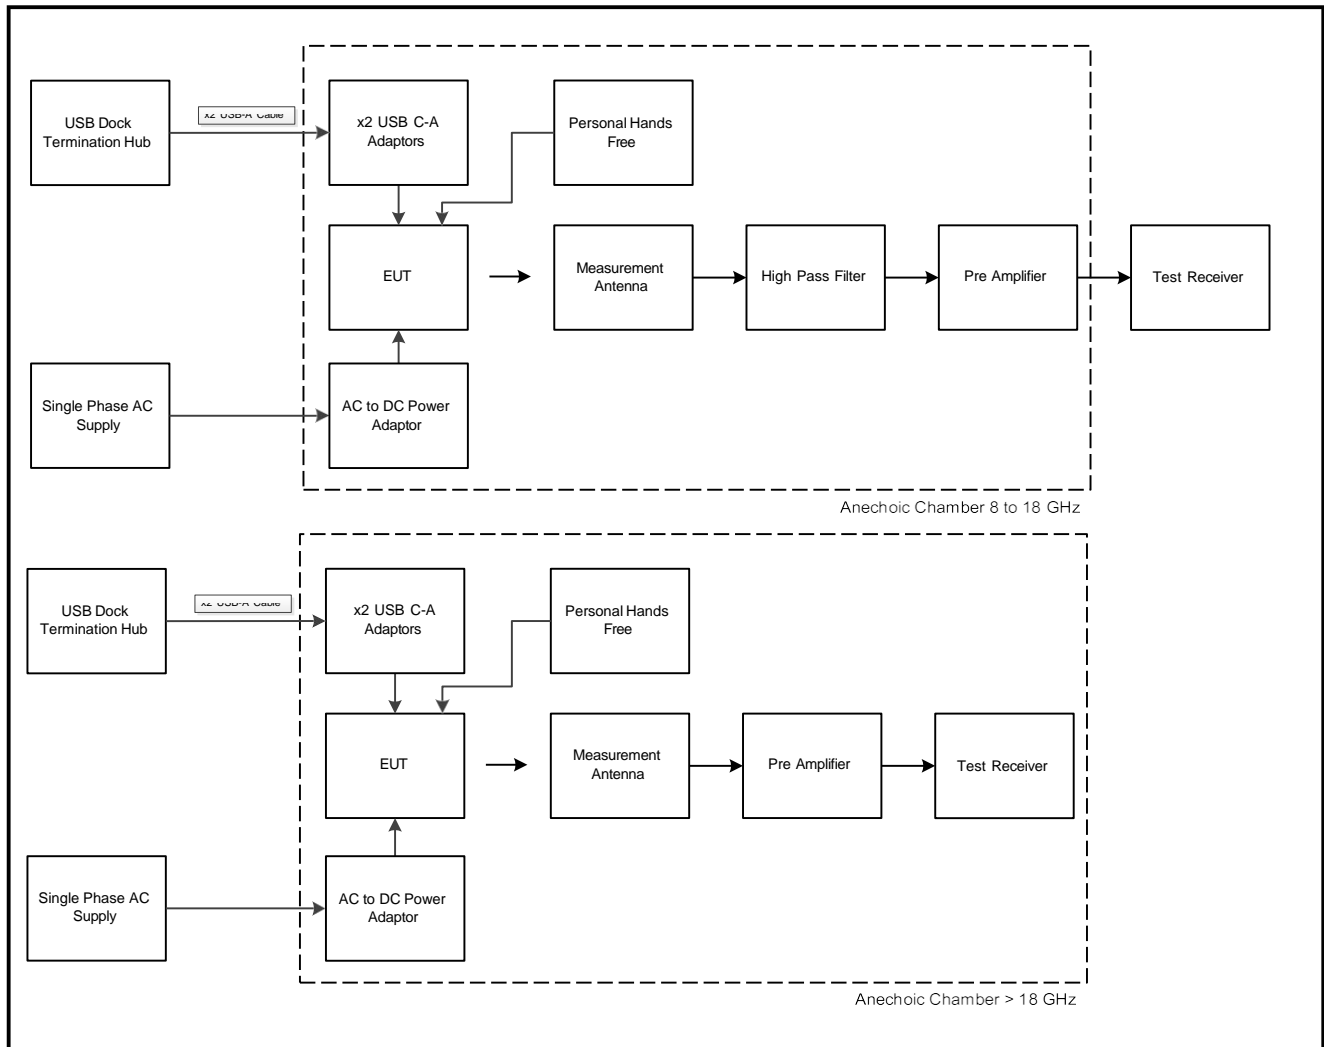 USB Dock
Termination Hub
x2 USB-A Cable
x2 USB C-A
Adaptors
Personal Hands
Free
EUT
Measurement
Antenna
High Pass Filter
Pre Amplifier
Test Receiver
Single Phase AC
Supply
AC to DC Power
Adaptor
Anechoic Chamber 8 to 18 GHz
USB Dock
Termination Hub
x2 USB-A Cable
x2 USB C-A
Adaptors
Personal Hands
Free
EUT
Measurement
Antenna
Pre Amplifier
Test Receiver
Single Phase AC
Supply
AC to DC Power
Adaptor
Anechoic Chamber > 18 GHz